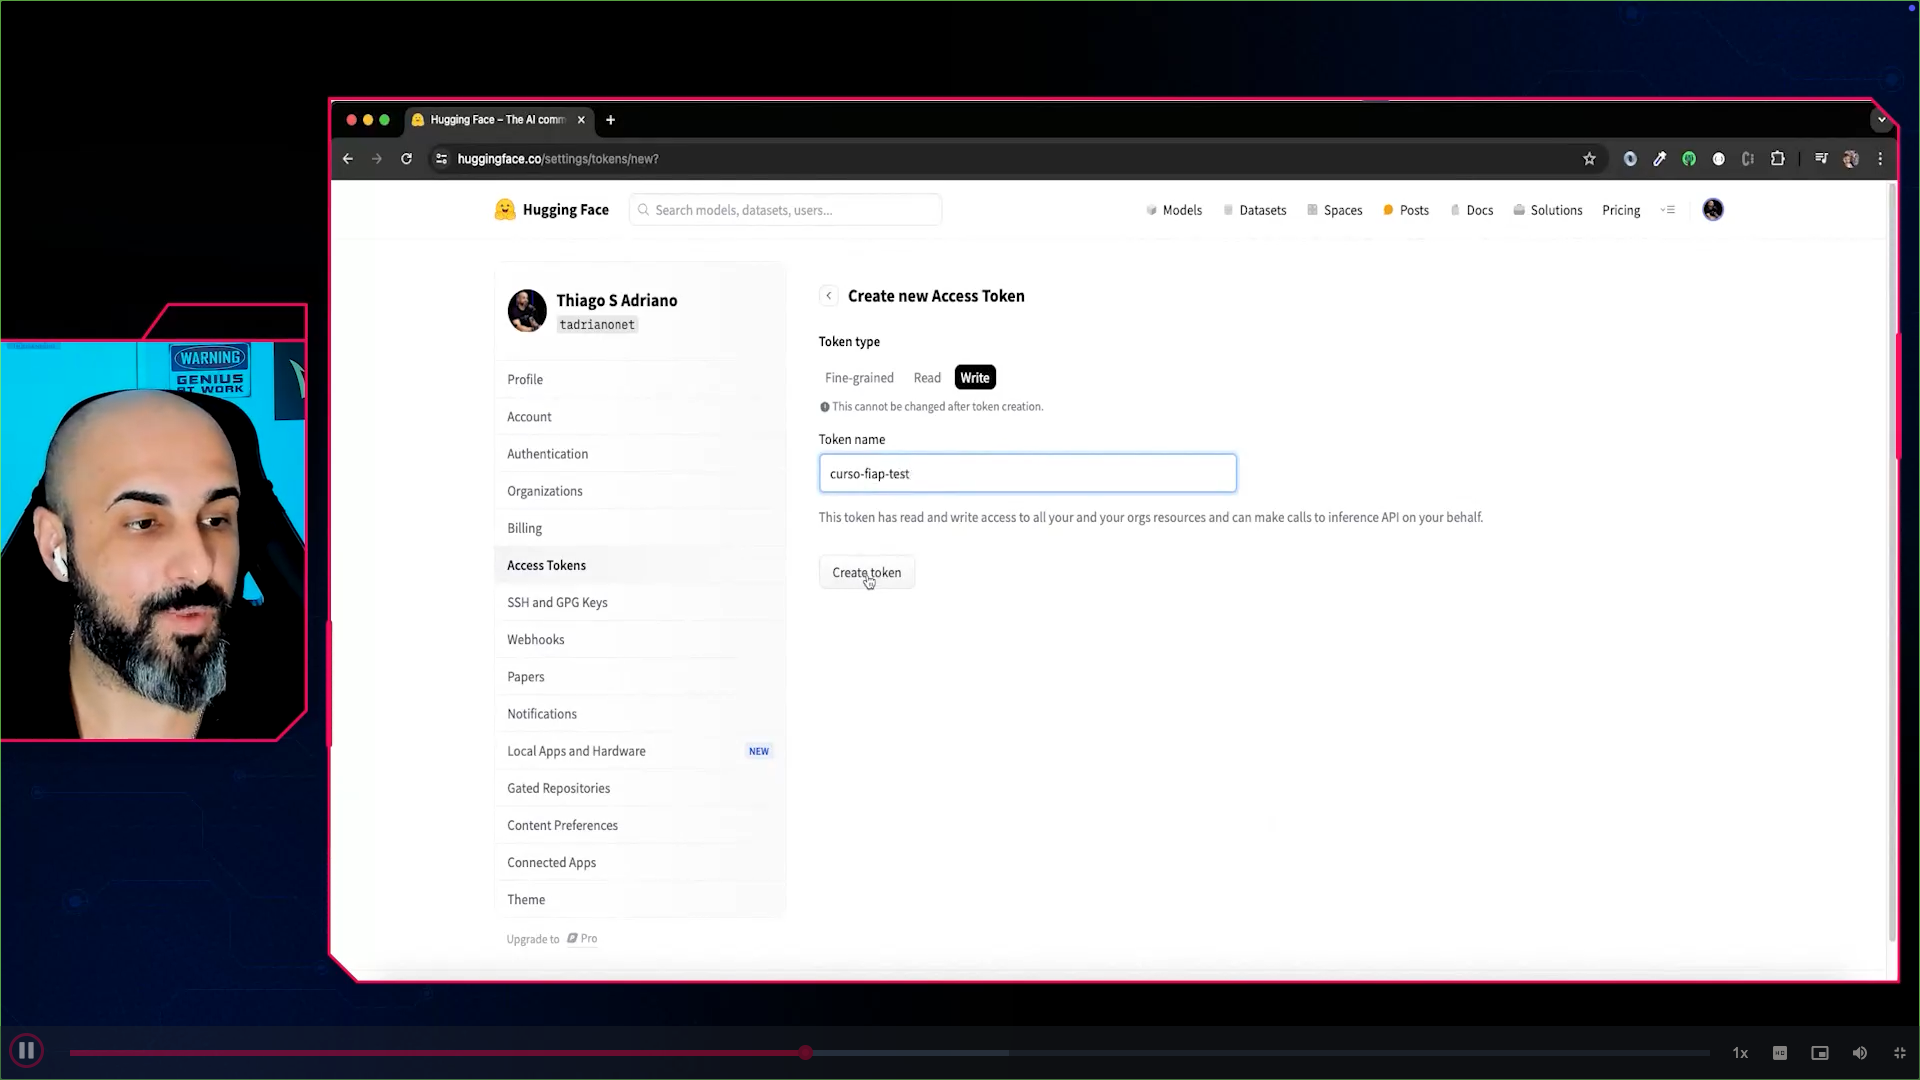 Hugging Face – The AI comm
huggingface.co/settings/tokens/new?
Hugging Face
Search models, datasets, users...
Models
Datasets
Spaces
Posts
Docs
Solutions
Pricing
Thiago S Adriano
tadrianonet
Profile
Account
Authentication
Organizations
Billing
Access Tokens
SSH and GPG Keys
Webhooks
Papers
Notifications
Local Apps and Hardware NEW
Gated Repositories
Content Preferences
Connected Apps
Theme
Upgrade to Pro
Create new Access Token
Token type
Fine-grained Read Write
This cannot be changed after token creation.
Token name
curso-fiap-test
This token has read and write access to all your and your orgs resources and can make calls to inference API on your behalf.
Create token
WARNING
GENIUS
AT WORK
1x